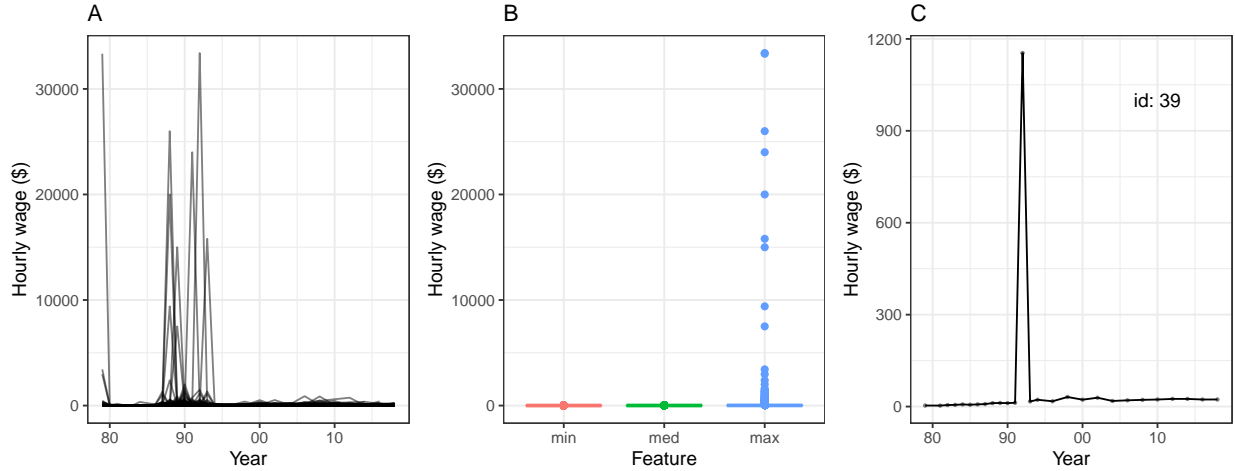 A
Hourly wage ($)
30000
20000
10000
0
80 90 00 10
Year
B
Hourly wage ($)
30000
20000
10000
0
min med max
Feature
C
Hourly wage ($)
1200
900
600
300
0
id: 39
80 90 00 10
Year